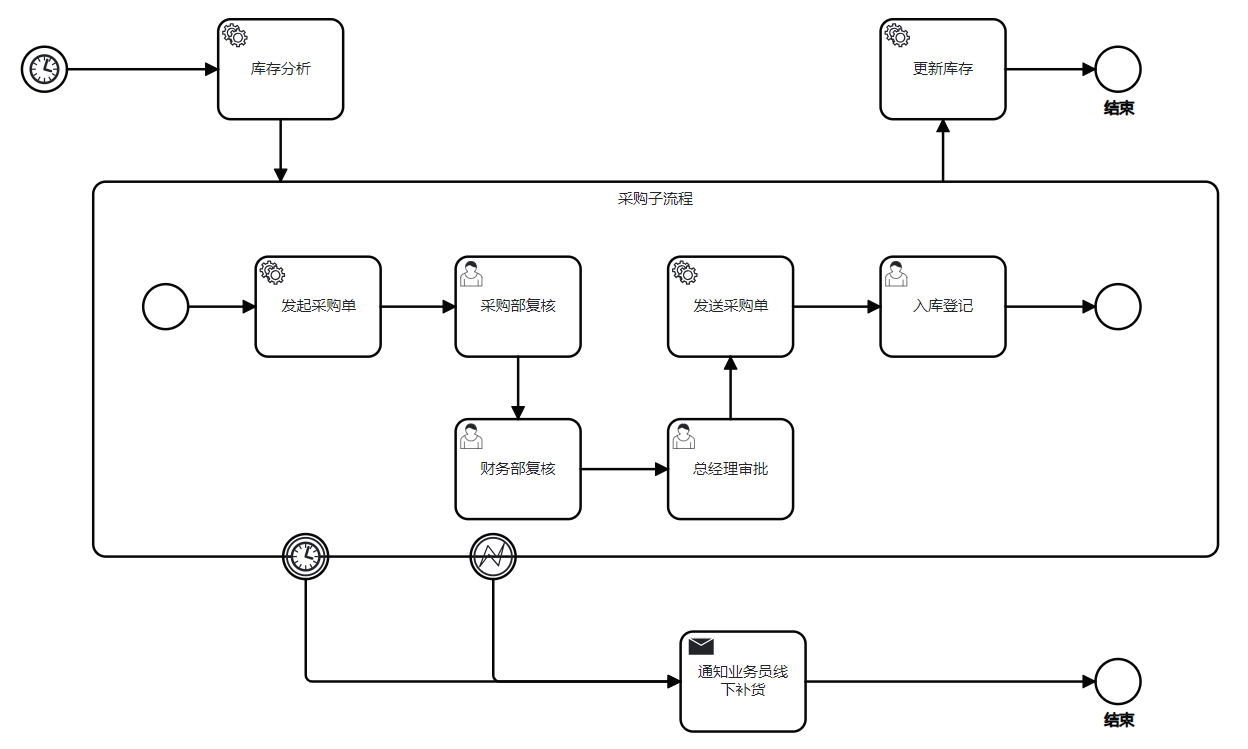 库存分析
更新库存
结束
采购子流程
发起采购单
采购部复核
发送采购单
入库登记
财务部复核
总经理审批
通知业务员线
下补货
结束